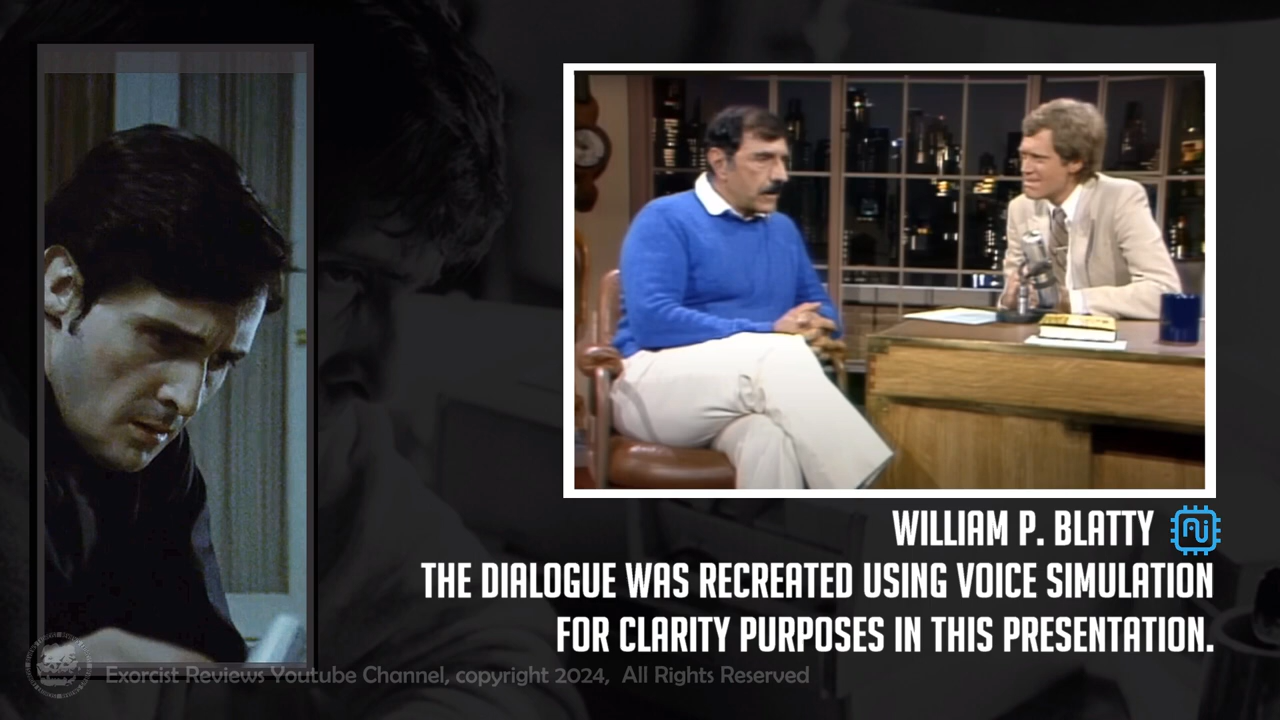 WILLIAM P. BLATTY
THE DIALOGUE WAS RECREATED USING VOICE SIMULATION
FOR CLARITY PURPOSES IN THIS PRESENTATION.
Exorcist Reviews Youtube Channel, copyright 2024, All Rights Reserved